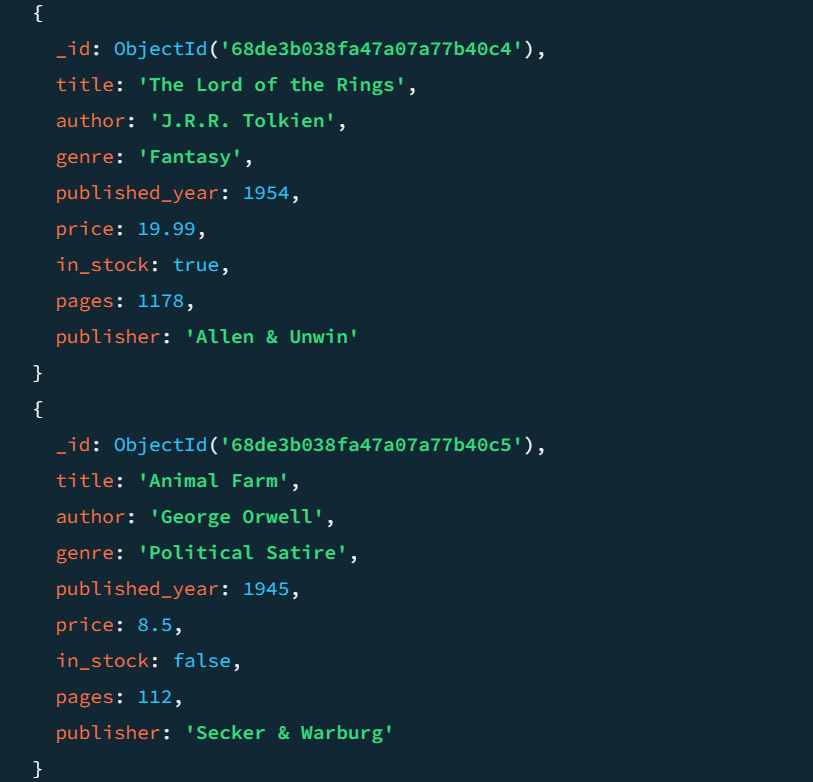 {
_id: ObjectId('68de3b038fa47a07a77b40c4'),
title: 'The Lord of the Rings',
author: 'J.R.R. Tolkien',
genre: 'Fantasy',
published_year: 1954,
price: 19.99,
in_stock: true,
pages: 1178,
publisher: 'Allen & Unwin'
}
{
_id: ObjectId('68de3b038fa47a07a77b40c5'),
title: 'Animal Farm',
author: 'George Orwell',
genre: 'Political Satire',
published_year: 1945,
price: 8.5,
in_stock: false,
pages: 112,
publisher: 'Secker & Warburg'
}